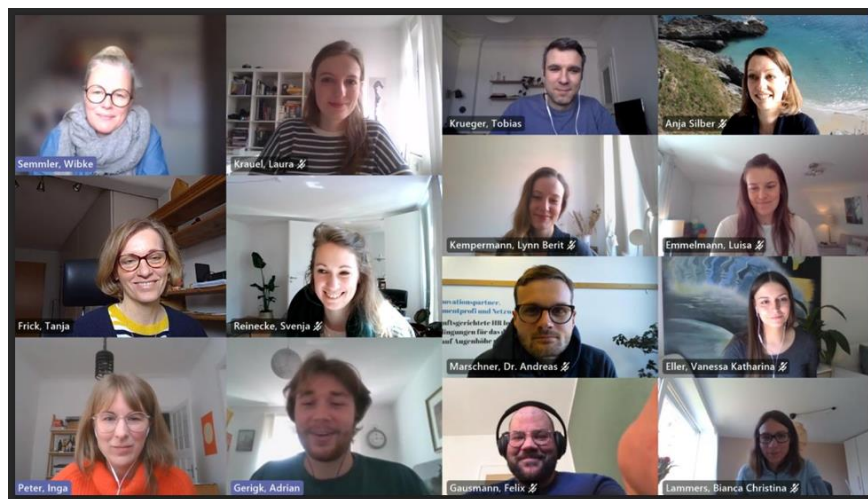 Semmler, Wibke
Krauel, Laura
Krueger, Tobias
Anja Silber
Kempermann, Lynn Berit
Emmelmann, Luisa
Frick, Tanja
Reinecke, Svenja
Marschner, Dr. Andreas
Eller, Vanessa Katharina
Peter, Inga
Gerigk, Adrian
Gausmann, Felix
Lammers, Bianca Christina